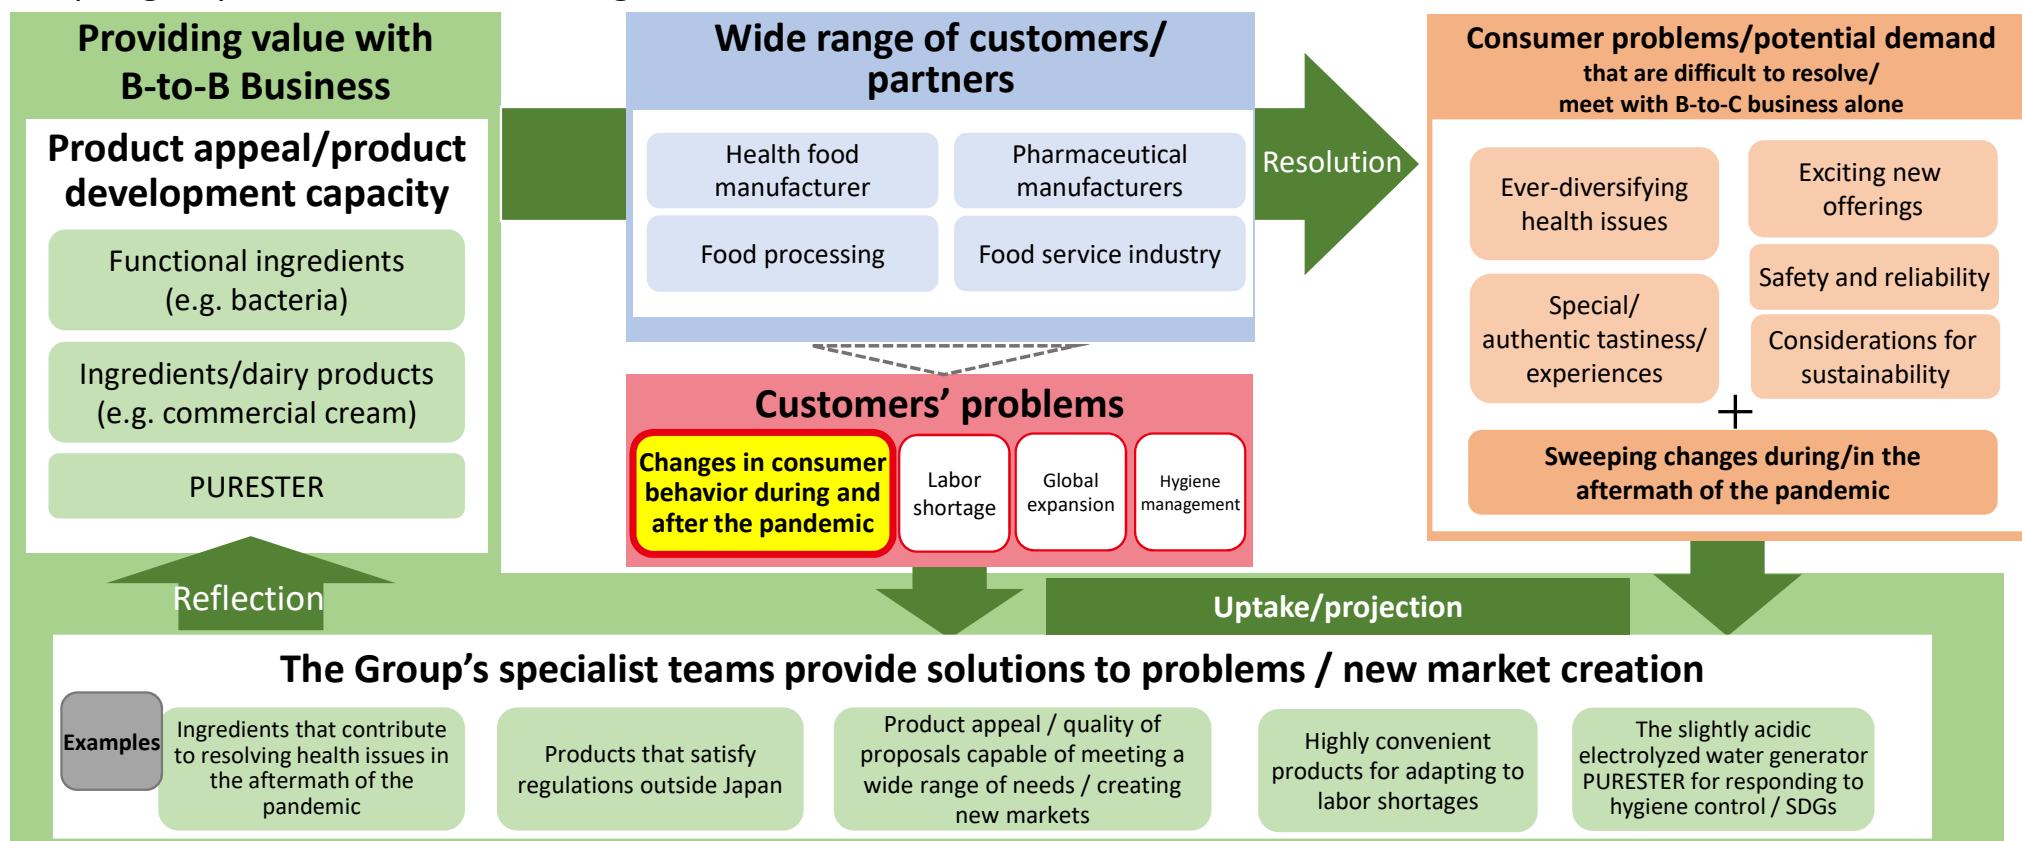 Providing value with
B-to-B Business
Product appeal/product
development capacity
Functional ingredients
(e.g. bacteria)
Ingredients/dairy products
(e.g. commercial cream)
PURESTER
Reflection
Wide range of customers/
partners
Health food
manufacturer
Pharmaceutical
manufacturers
Food processing
Food service industry
Resolution
Customers’ problems
Changes in consumer
behavior during and
after the pandemic
Labor
shortage
Global
expansion
Hygiene
management
Consumer problems/potential demand
that are difficult to resolve/
meet with B-to-C business alone
Ever-diversifying
health issues
Exciting new
offerings
Safety and reliability
Special/
authentic tastiness/
experiences
Considerations for
sustainability
+
Sweeping changes during/in the
aftermath of the pandemic
Uptake/projection
The Group’s specialist teams provide solutions to problems / new market creation
Examples
Ingredients that contribute
to resolving health issues in
the aftermath of the
pandemic
Products that satisfy
regulations outside Japan
Product appeal / quality of
proposals capable of meeting a
wide range of needs / creating
new markets
Highly convenient
products for adapting to
labor shortages
The slightly acidic
electrolyzed water generator
PURESTER for responding to
hygiene control / SDGs